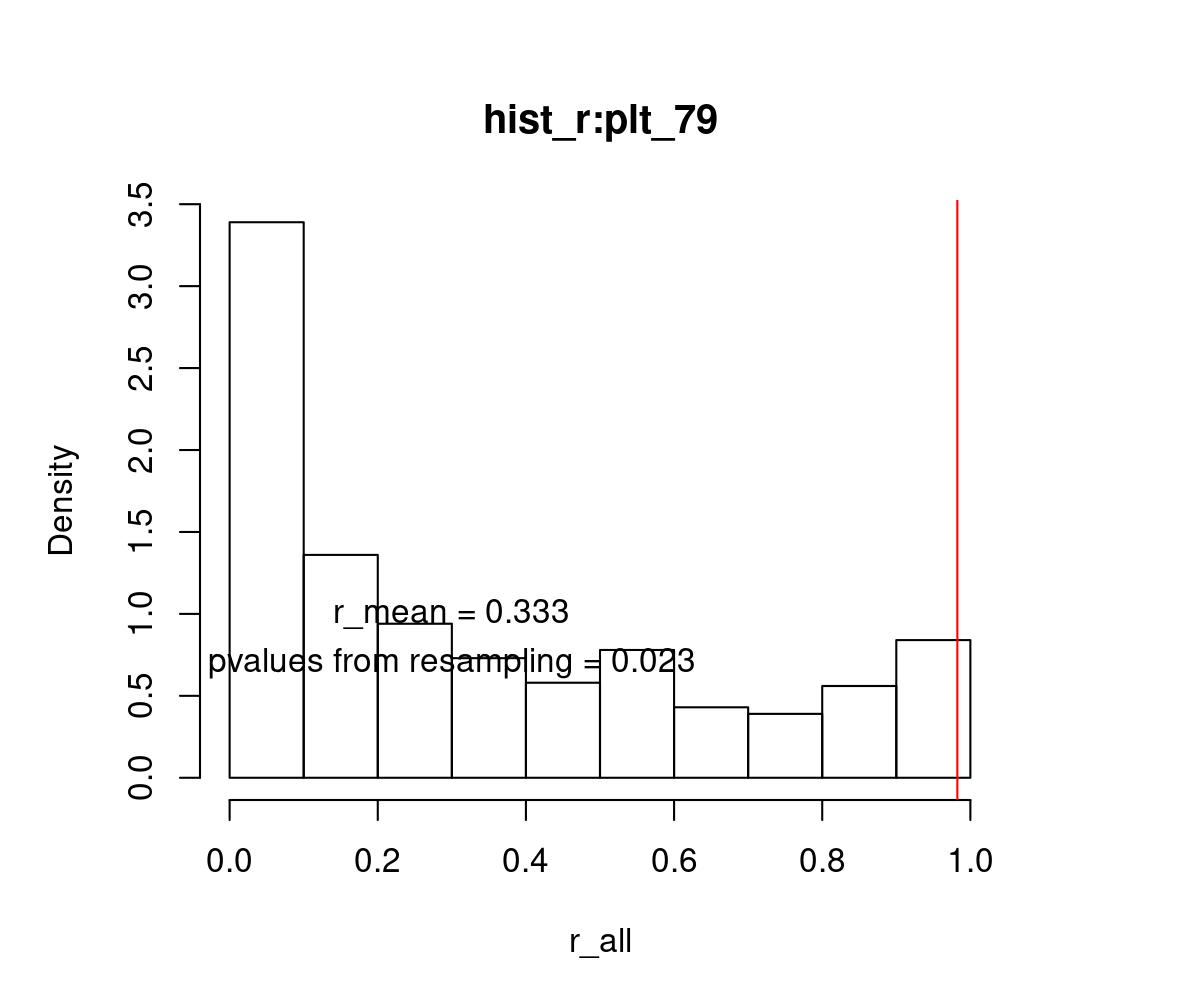 hist_r:plt_79
3.5
3.0
2.5
2.0
1.5
1.0
0.5
0.0
Density
r_mean = 0.333
pvalues from resampling = 0.023
0.0 0.2 0.4 0.6 0.8 1.0
r_all